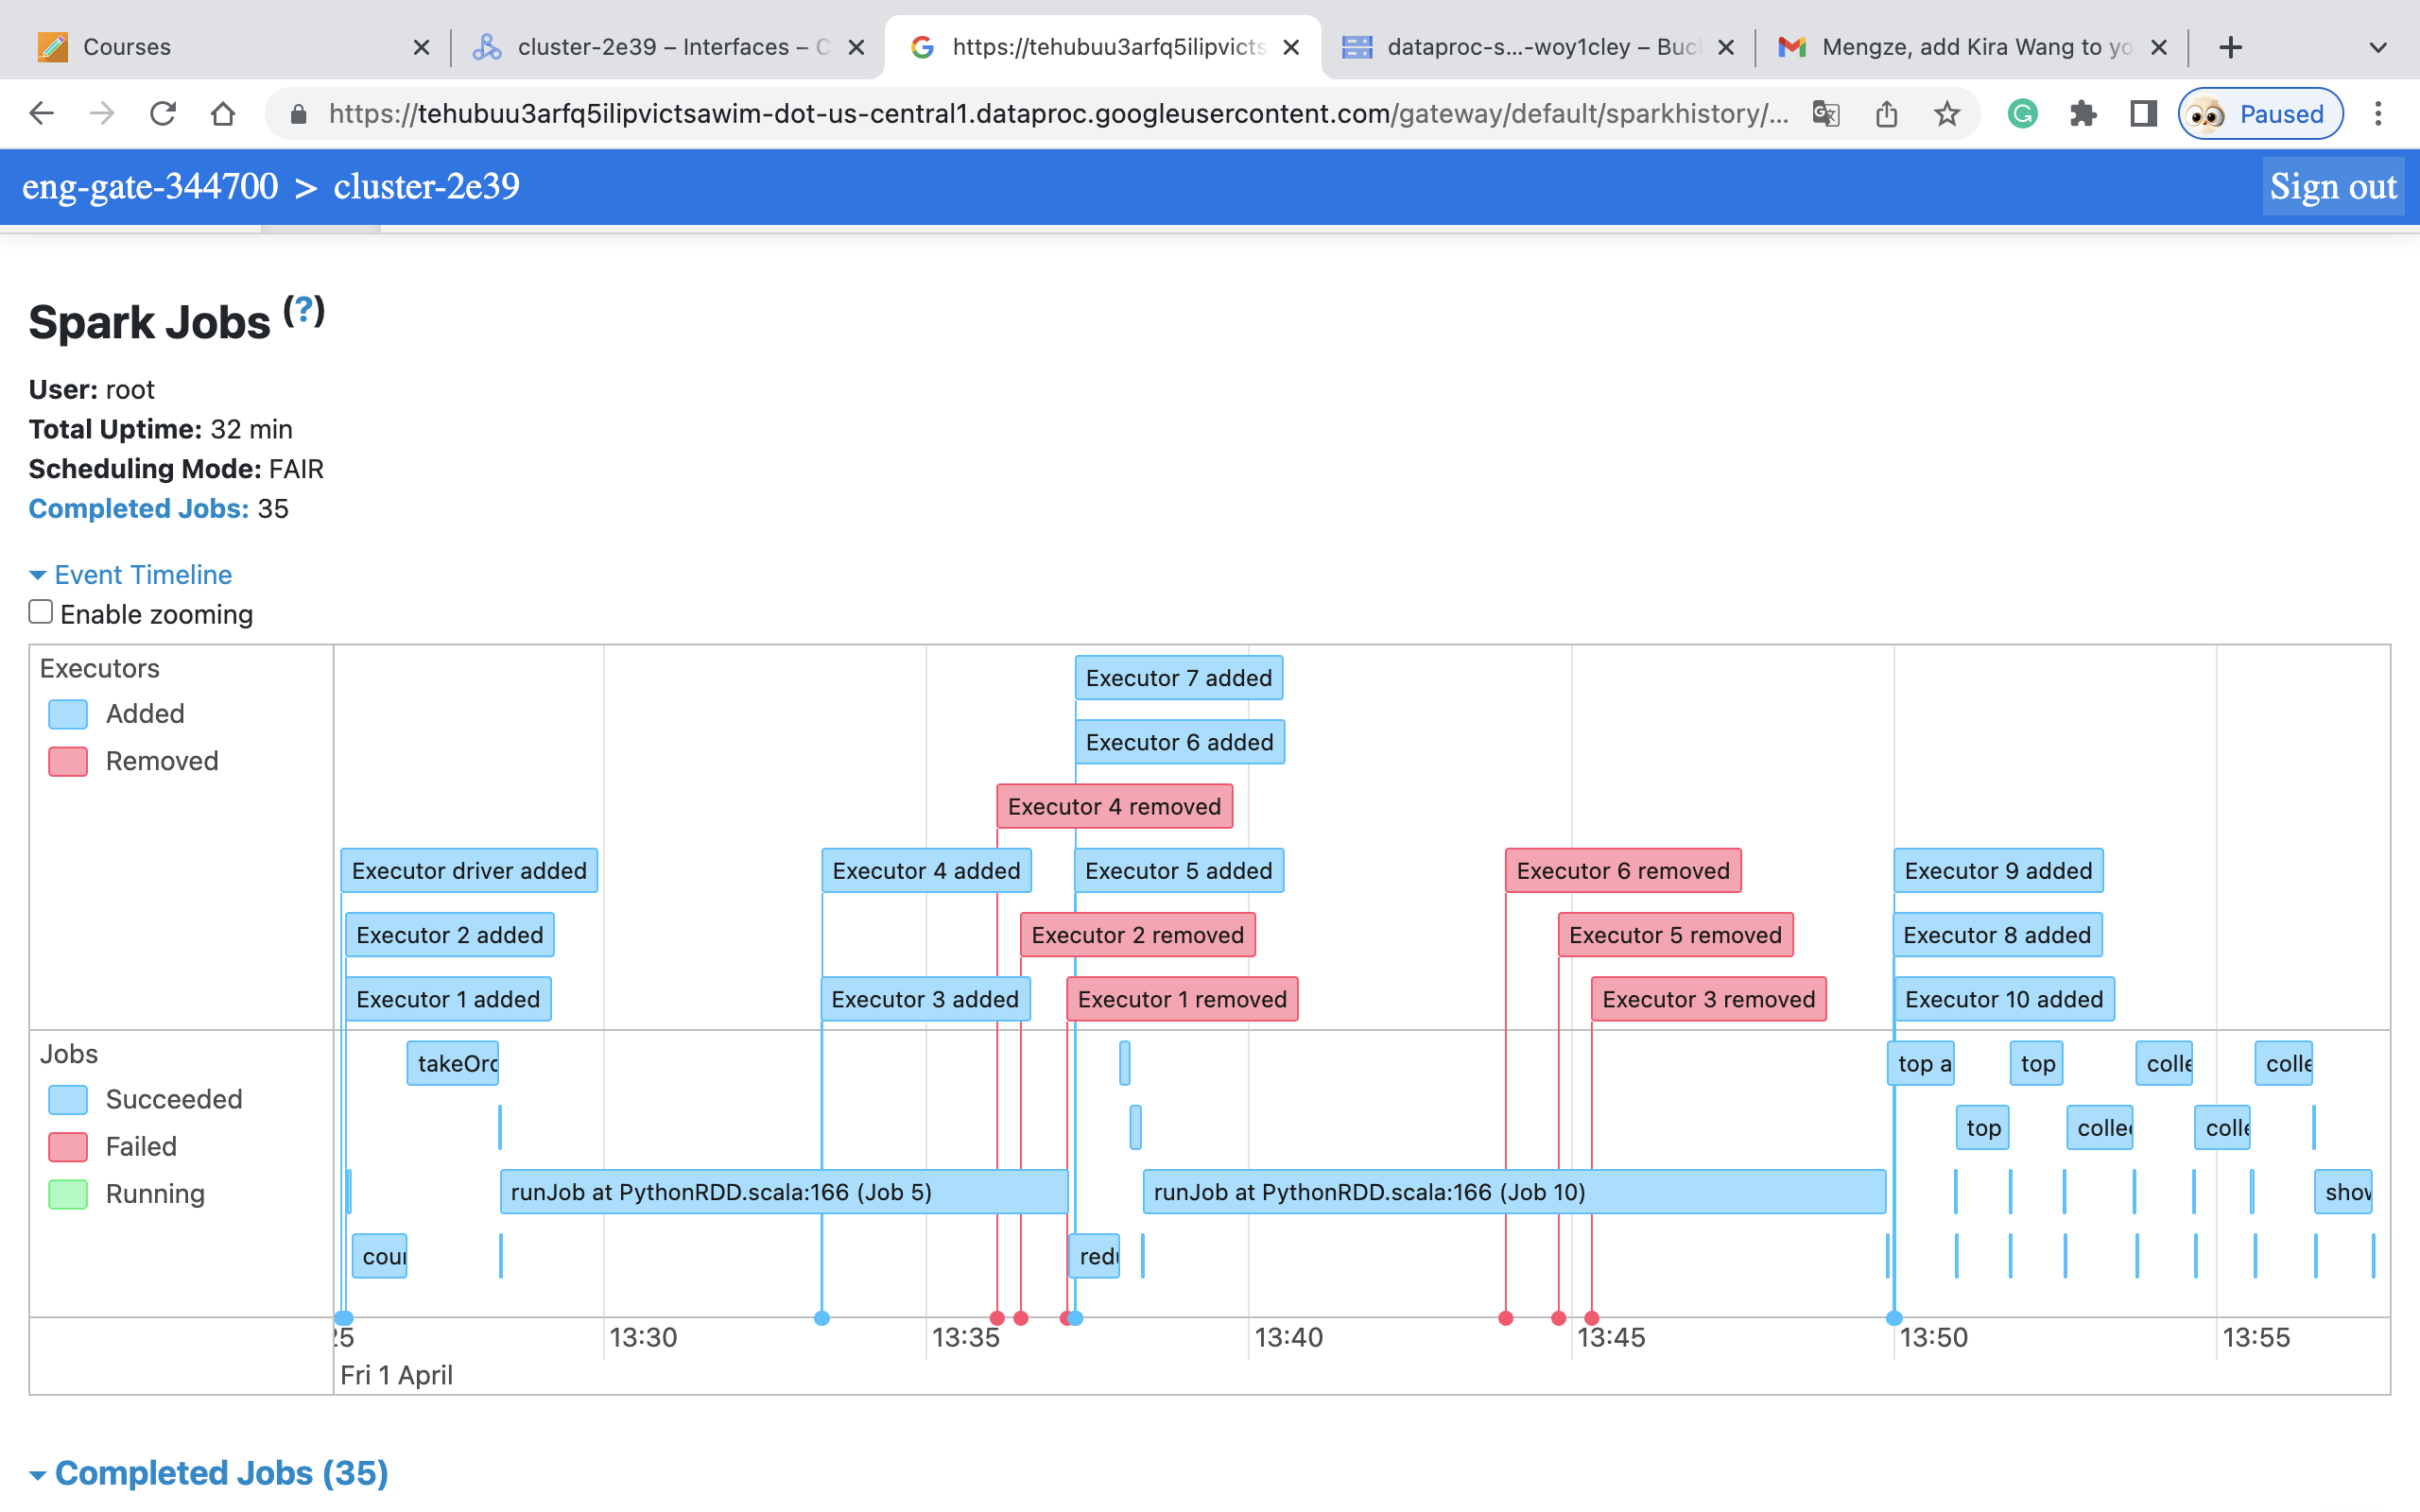 Courses
cluster-2e39 – Interfaces – C
https://tehubuu3arfq5ilipvicts
dataproc-s...-woy1cley – Buc
Mengze, add Kira Wang to yo
https://tehubuu3arfq5ilipvictsawim-dot-us-central1.dataproc.googleusercontent.com/gateway/default/sparkhistory/...
Paused
eng-gate-344700 > cluster-2e39
Sign out
Spark Jobs (?)
User: root
Total Uptime: 32 min
Scheduling Mode: FAIR
Completed Jobs: 35
Event Timeline
Enable zooming
Executors
Added
Removed
Executor 7 added
Executor 6 added
Executor 4 removed
Executor driver added
Executor 4 added
Executor 5 added
Executor 6 removed
Executor 9 added
Executor 2 added
Executor 2 removed
Executor 5 removed
Executor 8 added
Executor 1 added
Executor 3 added
Executor 1 removed
Executor 3 removed
Executor 10 added
Jobs
Succeeded
Failed
Running
takeOrd
top a
top
colle
colle
top
collec
colle
runJob at PythonRDD.scala:166 (Job 5)
runJob at PythonRDD.scala:166 (Job 10)
show
coun
redu
25
13:30
13:35
13:40
13:45
13:50
13:55
Fri 1 April
Completed Jobs (35)